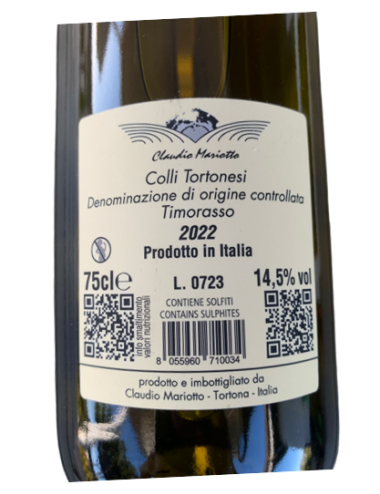 Claudio Mariotto
Colli Tortonesi
Denominazione di origine controllata
Timorasso
2022
Prodotto in Italia
75cl℮
L. 0723
14,5% vol
info smaltimento
valori nutrizionali
CONTIENE SOLFITI
CONTAINS SULPHITES
8 055960 710034
prodotto e imbottigliato da
Claudio Mariotto - Tortona - Italia